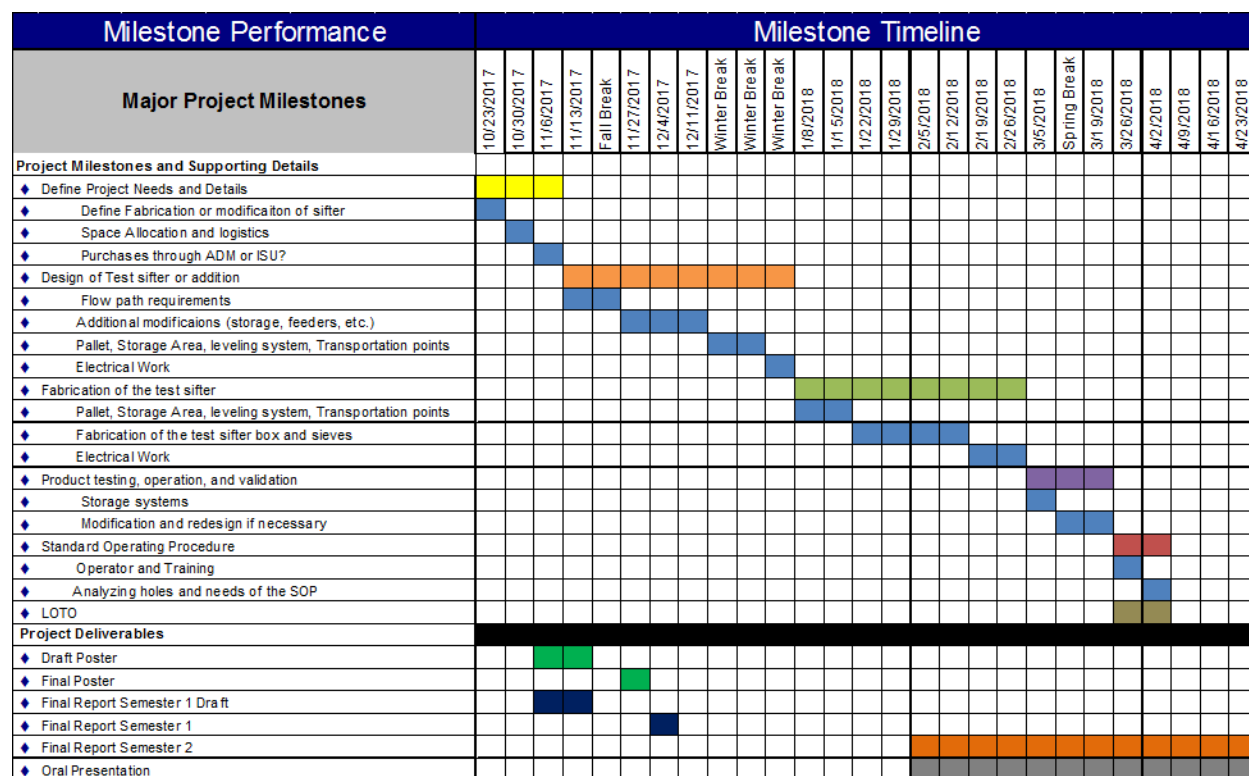 Milestone Performance
Milestone Timeline
Major Project Milestones
10/23/2017
10/30/2017
11/6/2017
11/13/2017
Fall Break
11/27/2017
12/4/2017
12/11/2017
Winter Break
Winter Break
Winter Break
1/8/2018
1/15/2018
1/22/2018
1/29/2018
2/5/2018
2/12/2018
2/19/2018
2/26/2018
3/5/2018
Spring Break
3/19/2018
3/26/2018
4/2/2018
4/9/2018
4/16/2018
4/23/2018
Project Milestones and Supporting Details
Define Project Needs and Details
Define Fabrication or modificaiton of sifter
Space Allocation and logistics
Purchases through ADM or ISU?
Design of Test sifter or addition
Flow path requirements
Additional modificaions (storage, feeders, etc.)
Pallet, Storage Area, leveling system, Transportation points
Electrical Work
Fabrication of the test sifter
Pallet, Storage Area, leveling system, Transportation points
Fabrication of the test sifter box and sieves
Electrical Work
Product testing, operation, and validation
Storage systems
Modification and redesign if necessary
Standard Operating Procedure
Operator and Training
Analyzing holes and needs of the SOP
LOTO
Project Deliverables
Draft Poster
Final Poster
Final Report Semester 1 Draft
Final Report Semester 1
Final Report Semester 2
Oral Presentation